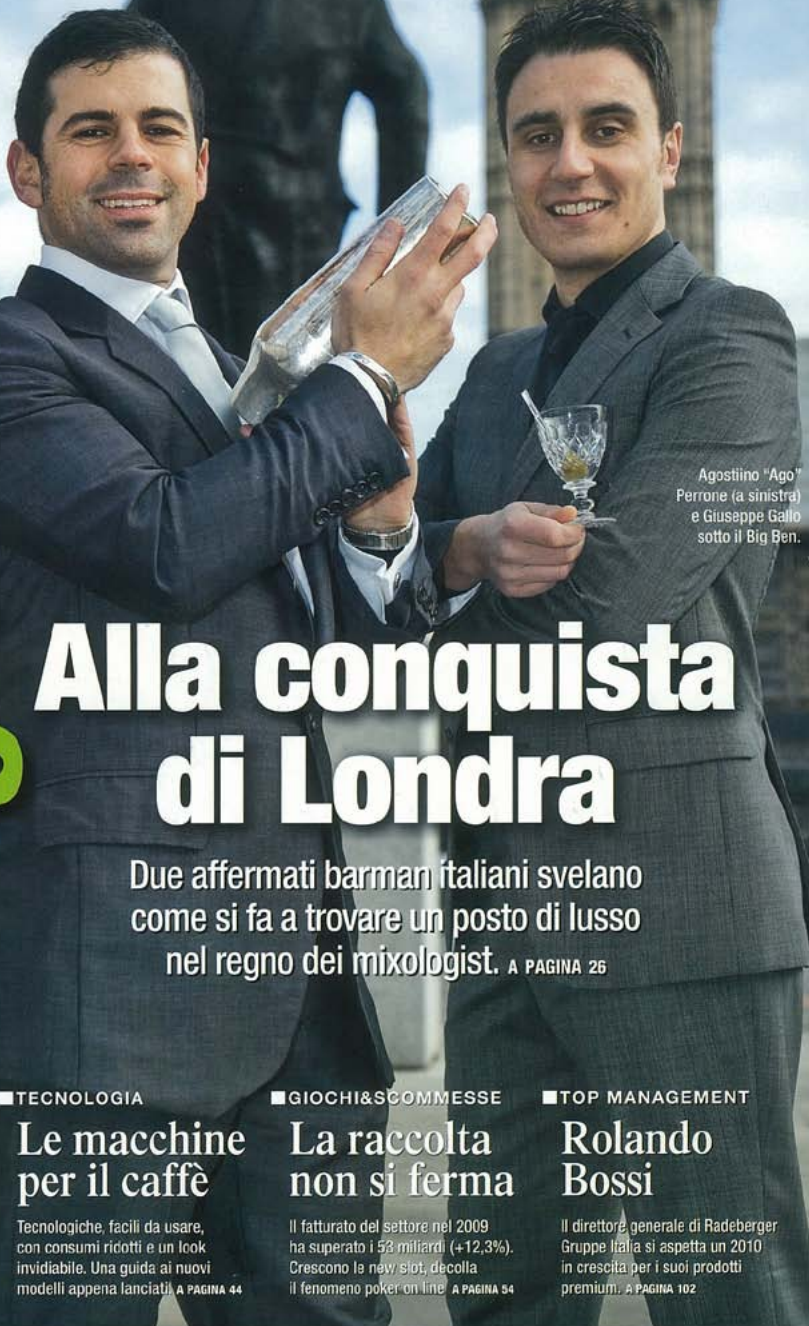 Agostiino "Ago"
Perrone (a sinistra)
e Giuseppe Gallo
sotto il Big Ben.
Alla conquista
di Londra
Due affermati barman italiani svelano
come si fa a trovare un posto di lusso
nel regno dei mixologist. A PAGINA 26
TECNOLOGIA
Le macchine
per il caffè
Tecnologiche, facili da usare,
con consumi ridotti e un look
invidiabile. Una guida ai nuovi
modelli appena lanciati. A PAGINA 44
GIOCHI&SCOMMESSE
La raccolta
non si ferma
Il fatturato del settore nel 2009
ha superato i 53 miliardi (+12,3%).
Crescono le new slot, decolla
il fenomeno poker on line A PAGINA 54
TOP MANAGEMENT
Rolando
Bossi
Il direttore generale di Radeberger
Gruppe Italia si aspetta un 2010
in crescita per i suoi prodotti
premium. A PAGINA 102